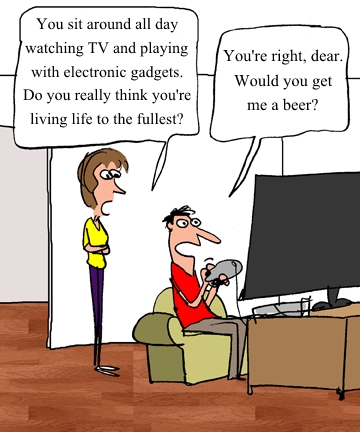 You sit around all day
watching TV and playing
with electronic gadgets.
Do you really think you're
living life to the fullest?
You're right, dear.
Would you get
me a beer?